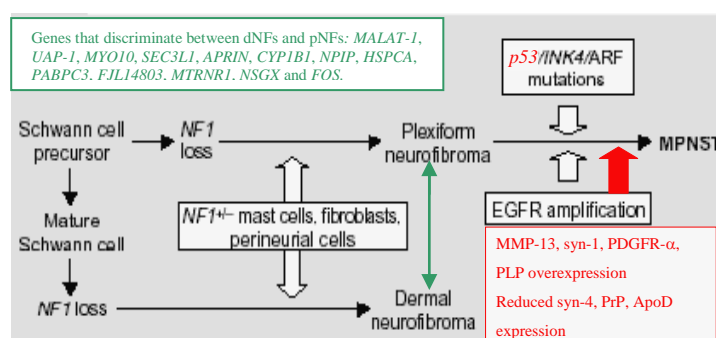 Genes that discriminate between dNFs and pNFs: MALAT-1,
UAP-1, MYO10, SEC3L1, APRIN, CYP1B1, NPIP, HSPCA,
PABPC3. FJL14803. MTRNR1. NSGX and FOS.
p53/INK4/ARF
mutations
Schwann cell
precursor
NF1
loss
Plexiform
neurofibroma
MPNST
NF1+/– mast cells, fibroblasts,
perineurial cells
EGFR amplification
Mature
Schwann cell
MMP-13, syn-1, PDGFR-α,
PLP overexpression
Reduced syn-4, PrP, ApoD
expression
NF1 loss
Dermal
neurofibroma